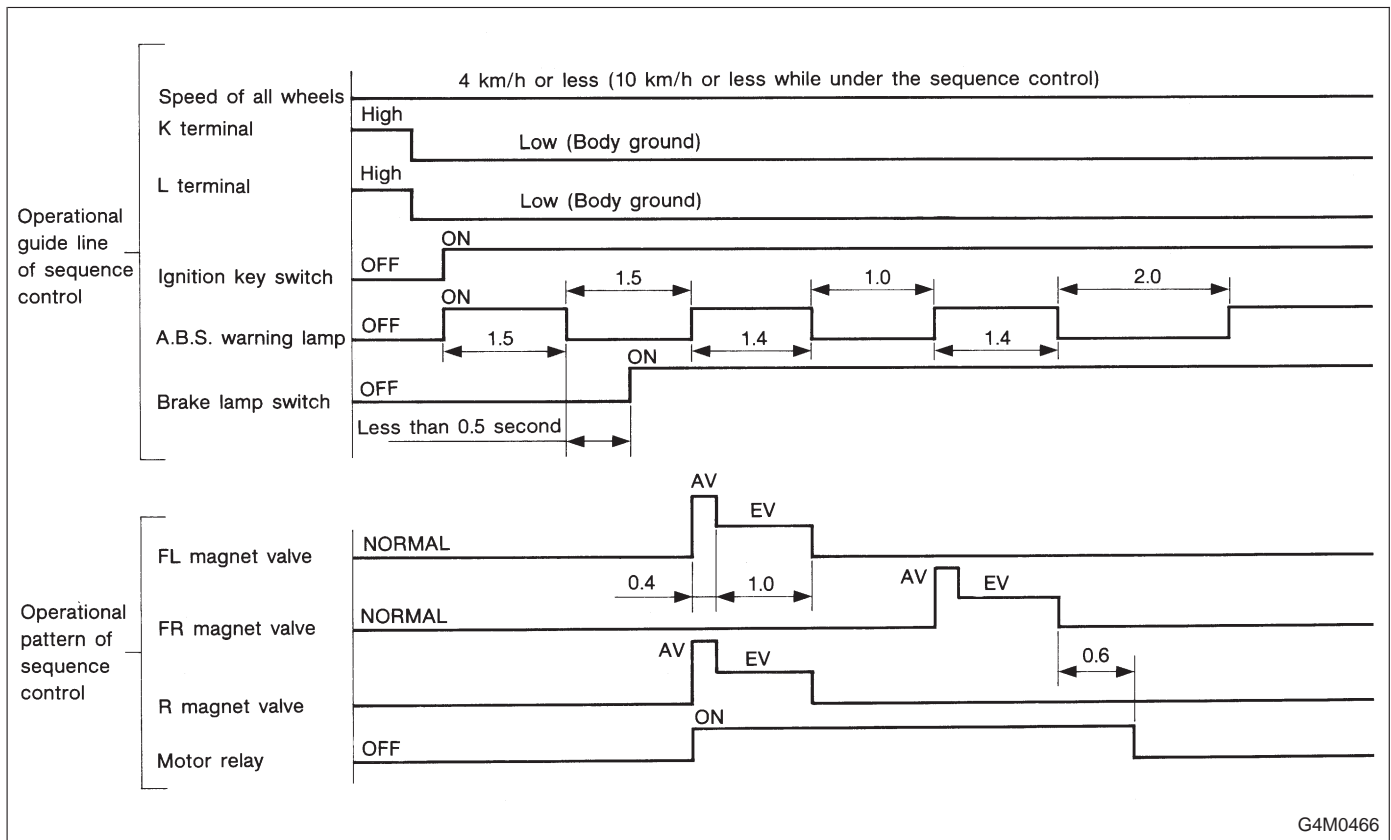 4 km/h or less (10 km/h or less while under the sequence control)
Speed of all wheels
High
K terminal
Low (Body ground)
High
L terminal
Low (Body ground)
Operational
guide line
of sequence
control
ON
OFF
Ignition key switch
1.5
1.0
2.0
ON
OFF
A.B.S. warning lamp
1.5
1.4
1.4
ON
OFF
Brake lamp switch
Less than 0.5 second
AV
EV
NORMAL
FL magnet valve
0.4
1.0
AV
EV
Operational
pattern of
sequence
control
NORMAL
FR magnet valve
AV
EV
0.6
R magnet valve
ON
OFF
Motor relay
G4M0466